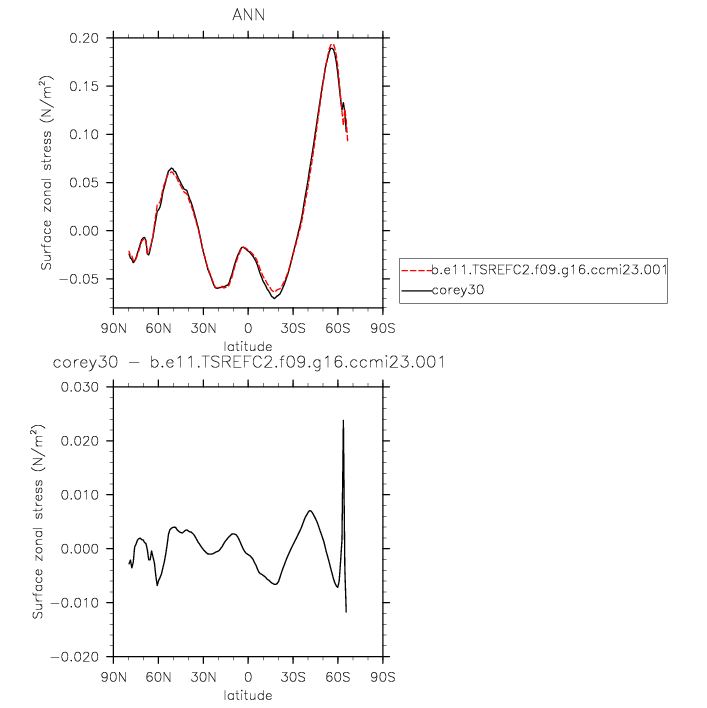 ANN
Surface zonal stress (N/m²)
0.20
0.15
0.10
0.05
0.00
−0.05
90N 60N 30N 0 30S 60S 90S
latitude
b.e11.TSREFC2.f09.g16.ccmi23.001
corey30
corey30 − b.e11.TSREFC2.f09.g16.ccmi23.001
Surface zonal stress (N/m²)
0.030
0.020
0.010
0.000
−0.010
−0.020
90N 60N 30N 0 30S 60S 90S
latitude